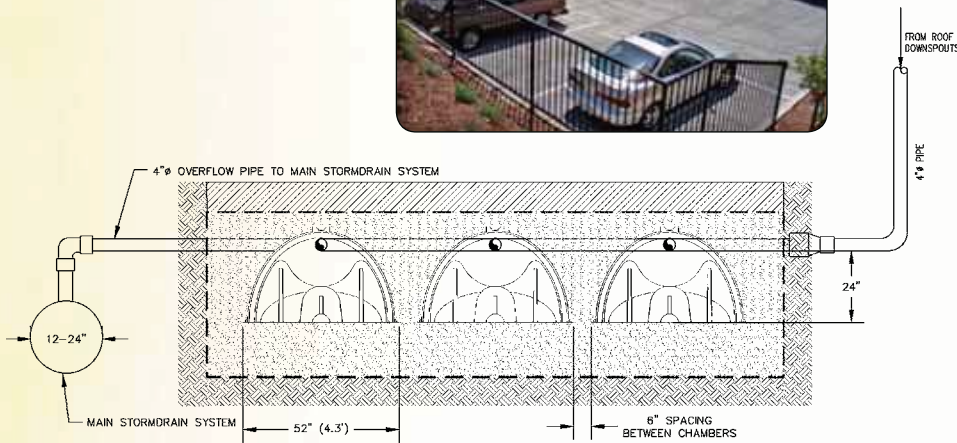 FROM ROOF
DOWNSPOUTS
4"ø PIPE
4"ø OVERFLOW PIPE TO MAIN STORMDRAIN SYSTEM
24"
12–24"
MAIN STORMDRAIN SYSTEM
52" (4.3')
6" SPACING
BETWEEN CHAMBERS